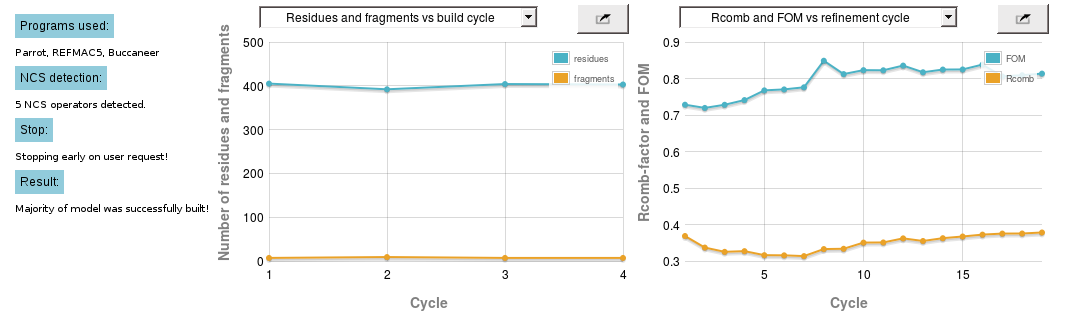 Programs used:
Parrot, REFMAC5, Buccaneer
NCS detection:
5 NCS operators detected.
Stop:
Stopping early on user request!
Result:
Majority of model was successfully built!
Residues and fragments vs build cycle
Number of residues and fragments
500
400
300
200
100
0
1
2
3
4
Cycle
residues
fragments
Rcomb and FOM vs refinement cycle
Rcomb-factor and FOM
0.9
0.8
0.7
0.6
0.5
0.4
0.3
5
10
15
Cycle
FOM
Rcomb